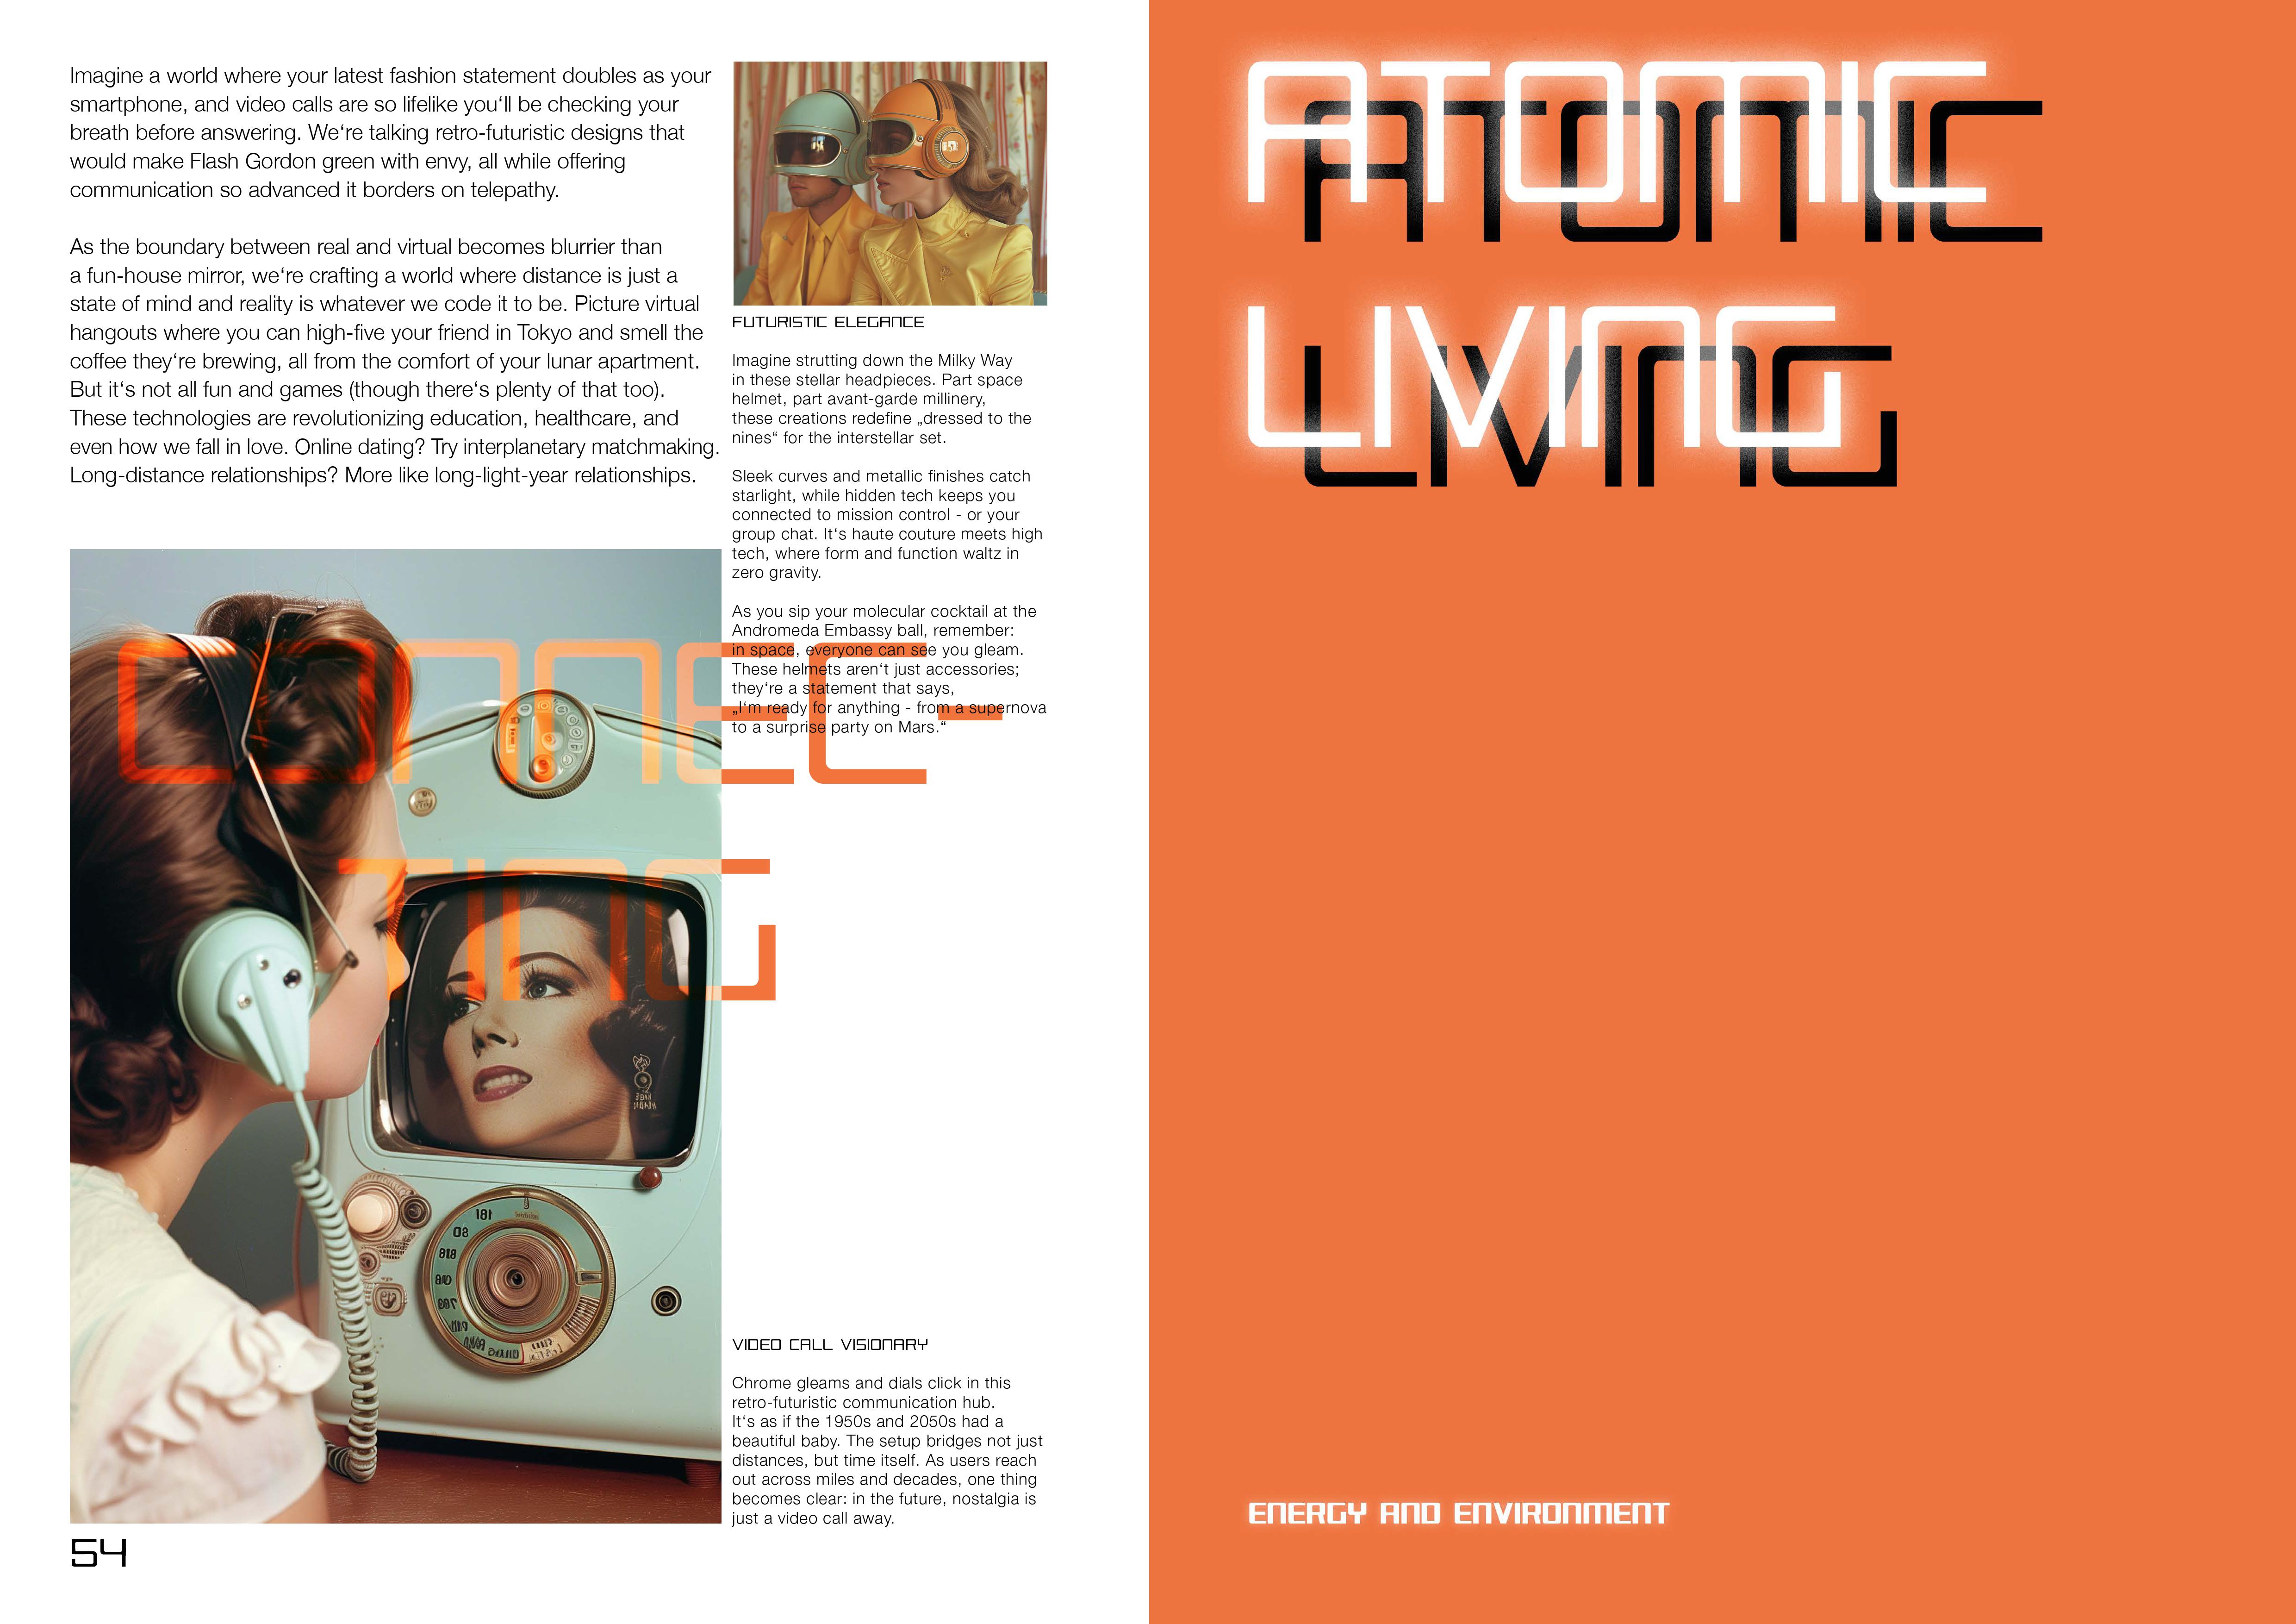 Imagine a world where your latest fashion statement doubles as your
smartphone, and video calls are so lifelike you‘ll be checking your
breath before answering. We‘re talking retro-futuristic designs that
would make Flash Gordon green with envy, all while offering
communication so advanced it borders on telepathy.
As the boundary between real and virtual becomes blurrier than
a fun-house mirror, we‘re crafting a world where distance is just a
state of mind and reality is whatever we code it to be. Picture virtual
hangouts where you can high-five your friend in Tokyo and smell the
coffee they‘re brewing, all from the comfort of your lunar apartment.
But it‘s not all fun and games (though there‘s plenty of that too).
These technologies are revolutionizing education, healthcare, and
even how we fall in love. Online dating? Try interplanetary matchmaking.
Long-distance relationships? More like long-light-year relationships.
CONNEC-
TING
54
FUTURISTIC ELEGANCE
Imagine strutting down the Milky Way
in these stellar headpieces. Part space
helmet, part avant-garde millinery,
these creations redefine „dressed to the
nines“ for the interstellar set.
Sleek curves and metallic finishes catch
starlight, while hidden tech keeps you
connected to mission control - or your
group chat. It‘s haute couture meets high
tech, where form and function waltz in
zero gravity.
As you sip your molecular cocktail at the
Andromeda Embassy ball, remember:
in space, everyone can see you gleam.
These helmets aren‘t just accessories;
they‘re a statement that says,
„I‘m ready for anything - from a supernova
to a surprise party on Mars.“
VIDEO CALL VISIONARY
Chrome gleams and dials click in this
retro-futuristic communication hub.
It‘s as if the 1950s and 2050s had a
beautiful baby. The setup bridges not just
distances, but time itself. As users reach
out across miles and decades, one thing
becomes clear: in the future, nostalgia is
just a video call away.
ATOMIC
LIVING
ENERGY AND ENVIRONMENT